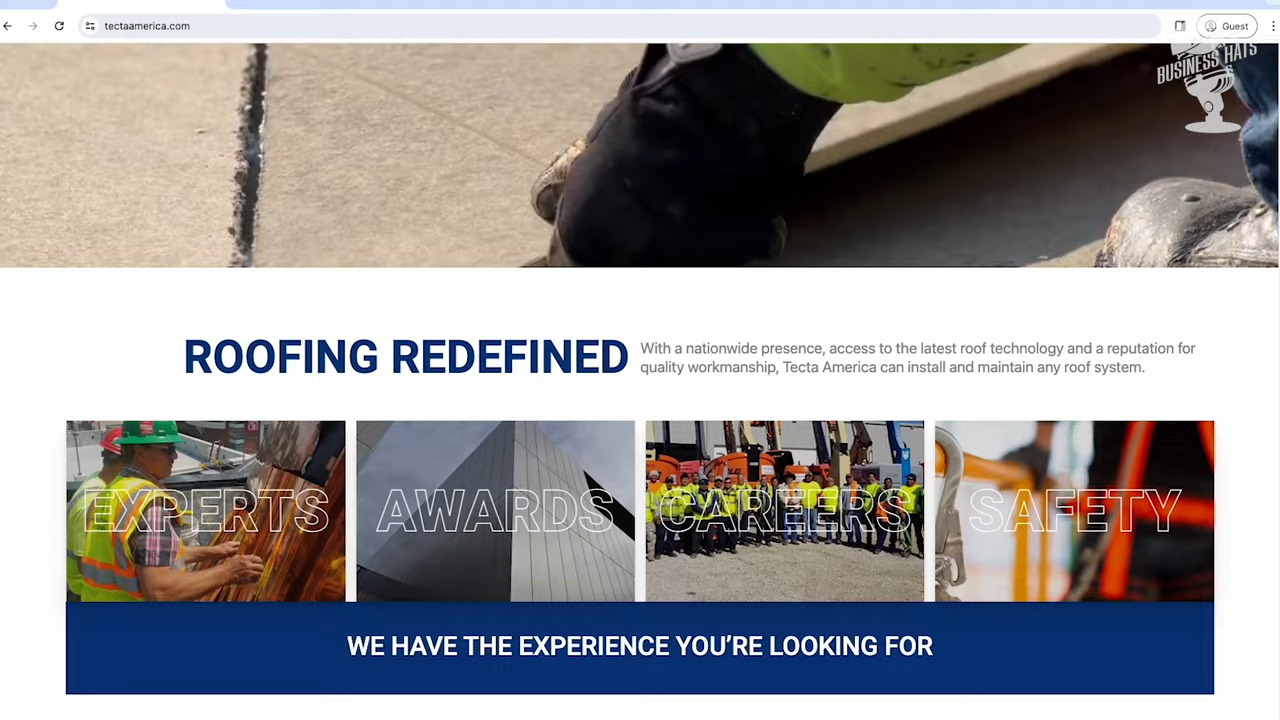 tectaamerica.com
Guest
BUSINESS HATS
ROOFING REDEFINED
With a nationwide presence, access to the latest roof technology and a reputation for
quality workmanship, Tecta America can install and maintain any roof system.
EXPERTS
AWARDS
CAREERS
SAFETY
WE HAVE THE EXPERIENCE YOU'RE LOOKING FOR